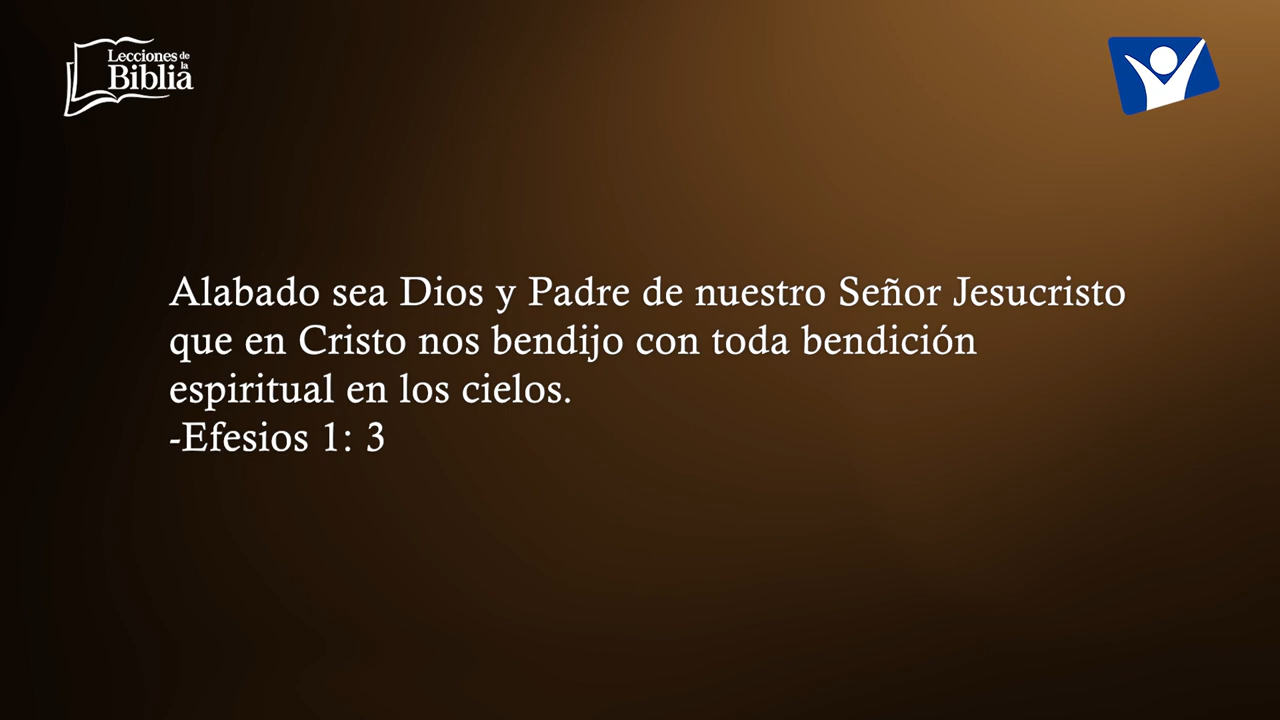 Lecciones de
la
Biblia
Alabado sea Dios y Padre de nuestro Señor Jesucristo
que en Cristo nos bendijo con toda bendición
espiritual en los cielos.
-Efesios 1: 3